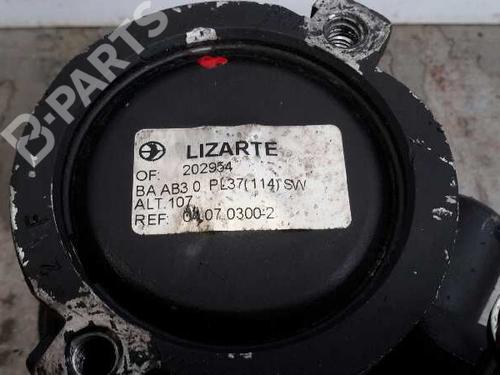 B-PARTS
LIZARTE
OF: 202934
BA AB3 0 PL37(114) SW
ALT.107
REF: 04.07.0300-2